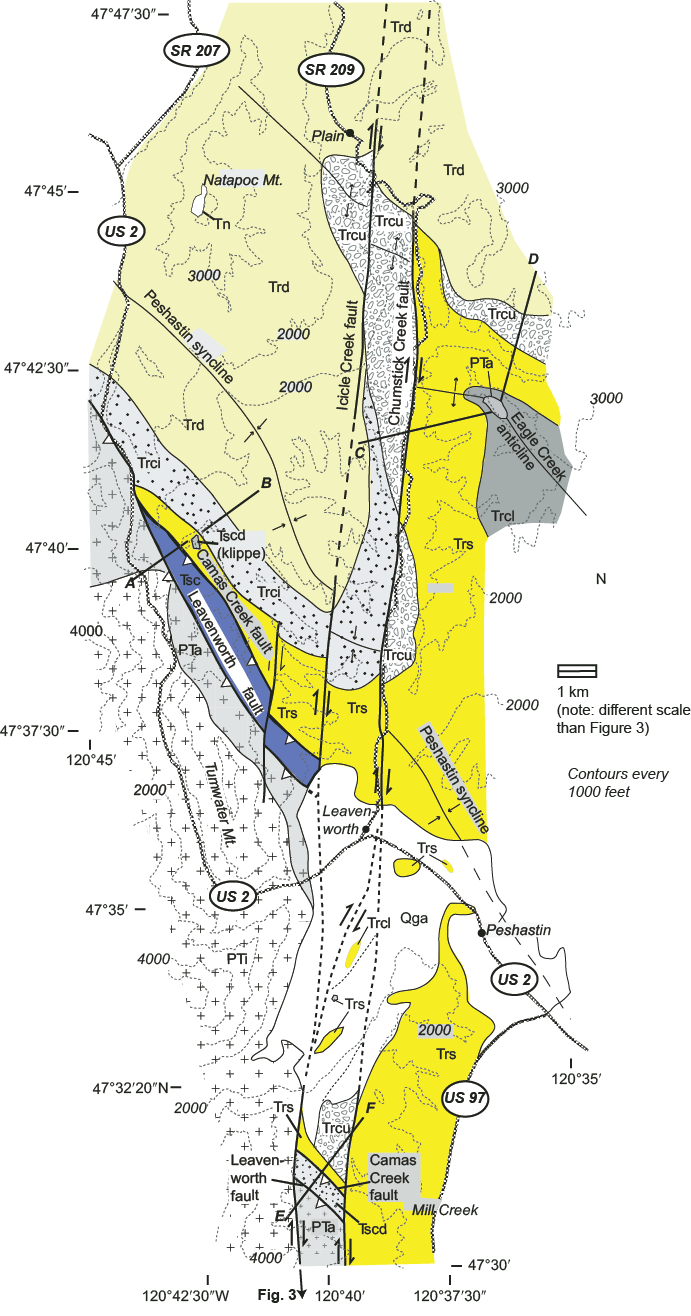 47°47'30"
Trd
SR 207
SR 209
Plain
Natapoc Mt.
Trd
3000
47°45'
Tn
Trcu
Trcu
US 2
D
3000
Trd
Trcu
Peshastin syncline
2000
Icicle Creek fault
Chumstick Creek fault
47°42'30"
PTa
2000
3000
Eagle Creek
anticline
Trd
C
Trci
B
Trcl
Tscd
(klippe)
47°40'
Trs
A
Tsc
Camas Creek fault
Trci
N
2000
Leavenworth
fault
4000
PTa
Trcu
1 km
(note: different scale
than Figure 3)
Trs
Trs
2000
47°37'30"
120°45'
Peshastin syncline
Contours every
1000 feet
2000
Tumwater Mt.
Leaven-
worth
Trs
US 2
47°35'
Trcl
Qga
Peshastin
4000
PTi
US 2
Trs
2000
Trs
120°35'
47°32'20"N
2000
US 97
Trs
F
Trcu
Leaven-
worth
fault
Camas
Creek
fault
E
Mill Creek
PTa
Tscd
4000
47°30'
120°42'30"W
Fig. 3
120°40'
120°37'30"